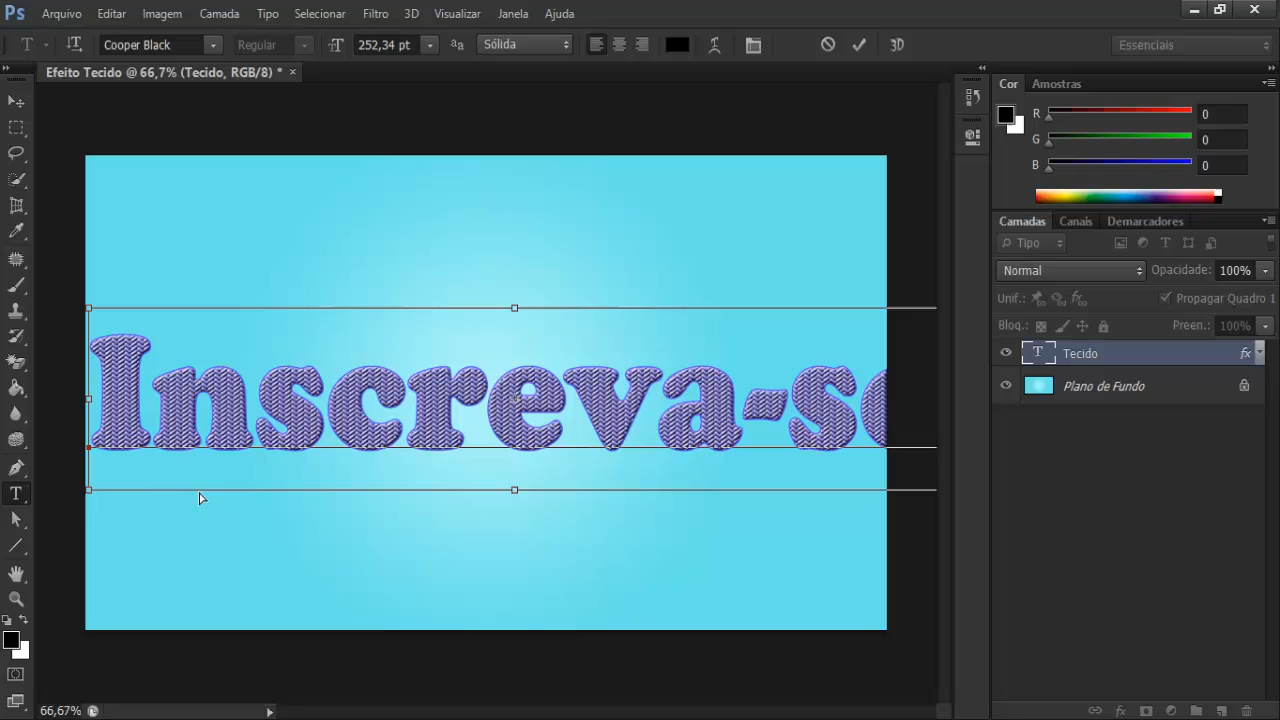 Ps Arquivo Editar Imagem Camada Tipo Selecionar Filtro 3D Visualizar Janela Ajuda
T Cooper Black Regular 252,34 pt aa Sólida 3D Essenciais
Efeito Tecido @ 66,7% (Tecido, RGB/8) * ×
Cor Amostras
R 0
G 0
B 0
Camadas Canais Demarcadores
Tipo
Normal Opacidade: 100%
Unif.: Propagar Quadro 1
Bloq.: Preen.: 100%
T Tecido fx
Plano de Fundo
Inscreva-se
66,67%